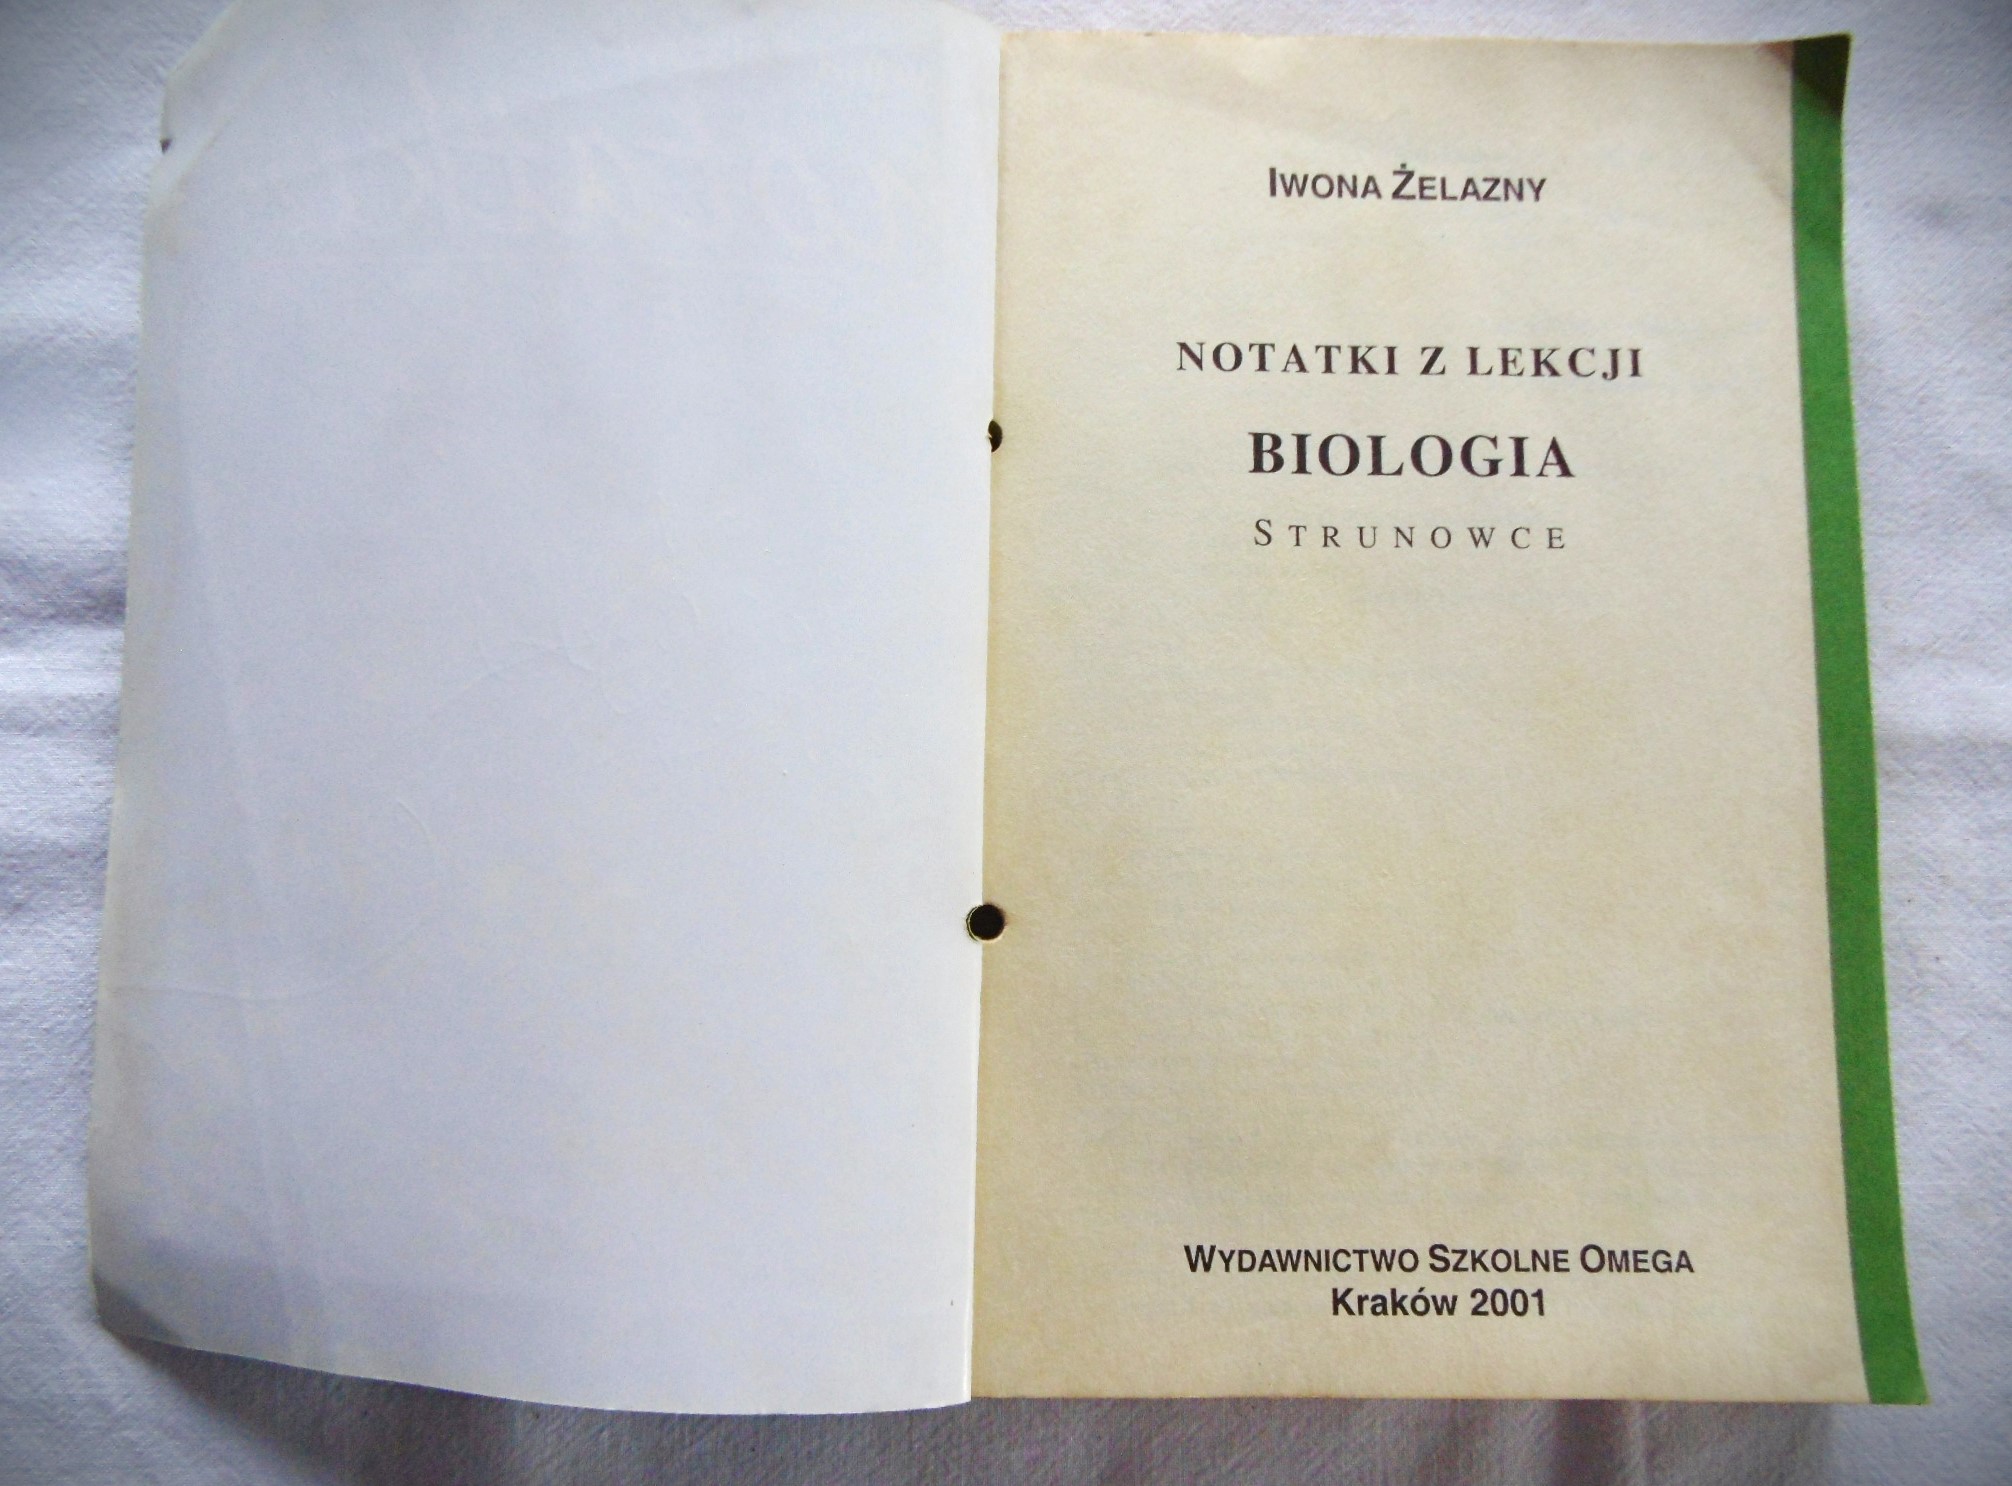 IWONA ŻELAZNY
NOTATKI Z LEKCJI
BIOLOGIA
STRUNOWCE
WYDAWNICTWO SZKOLNE OMEGA
Kraków 2001